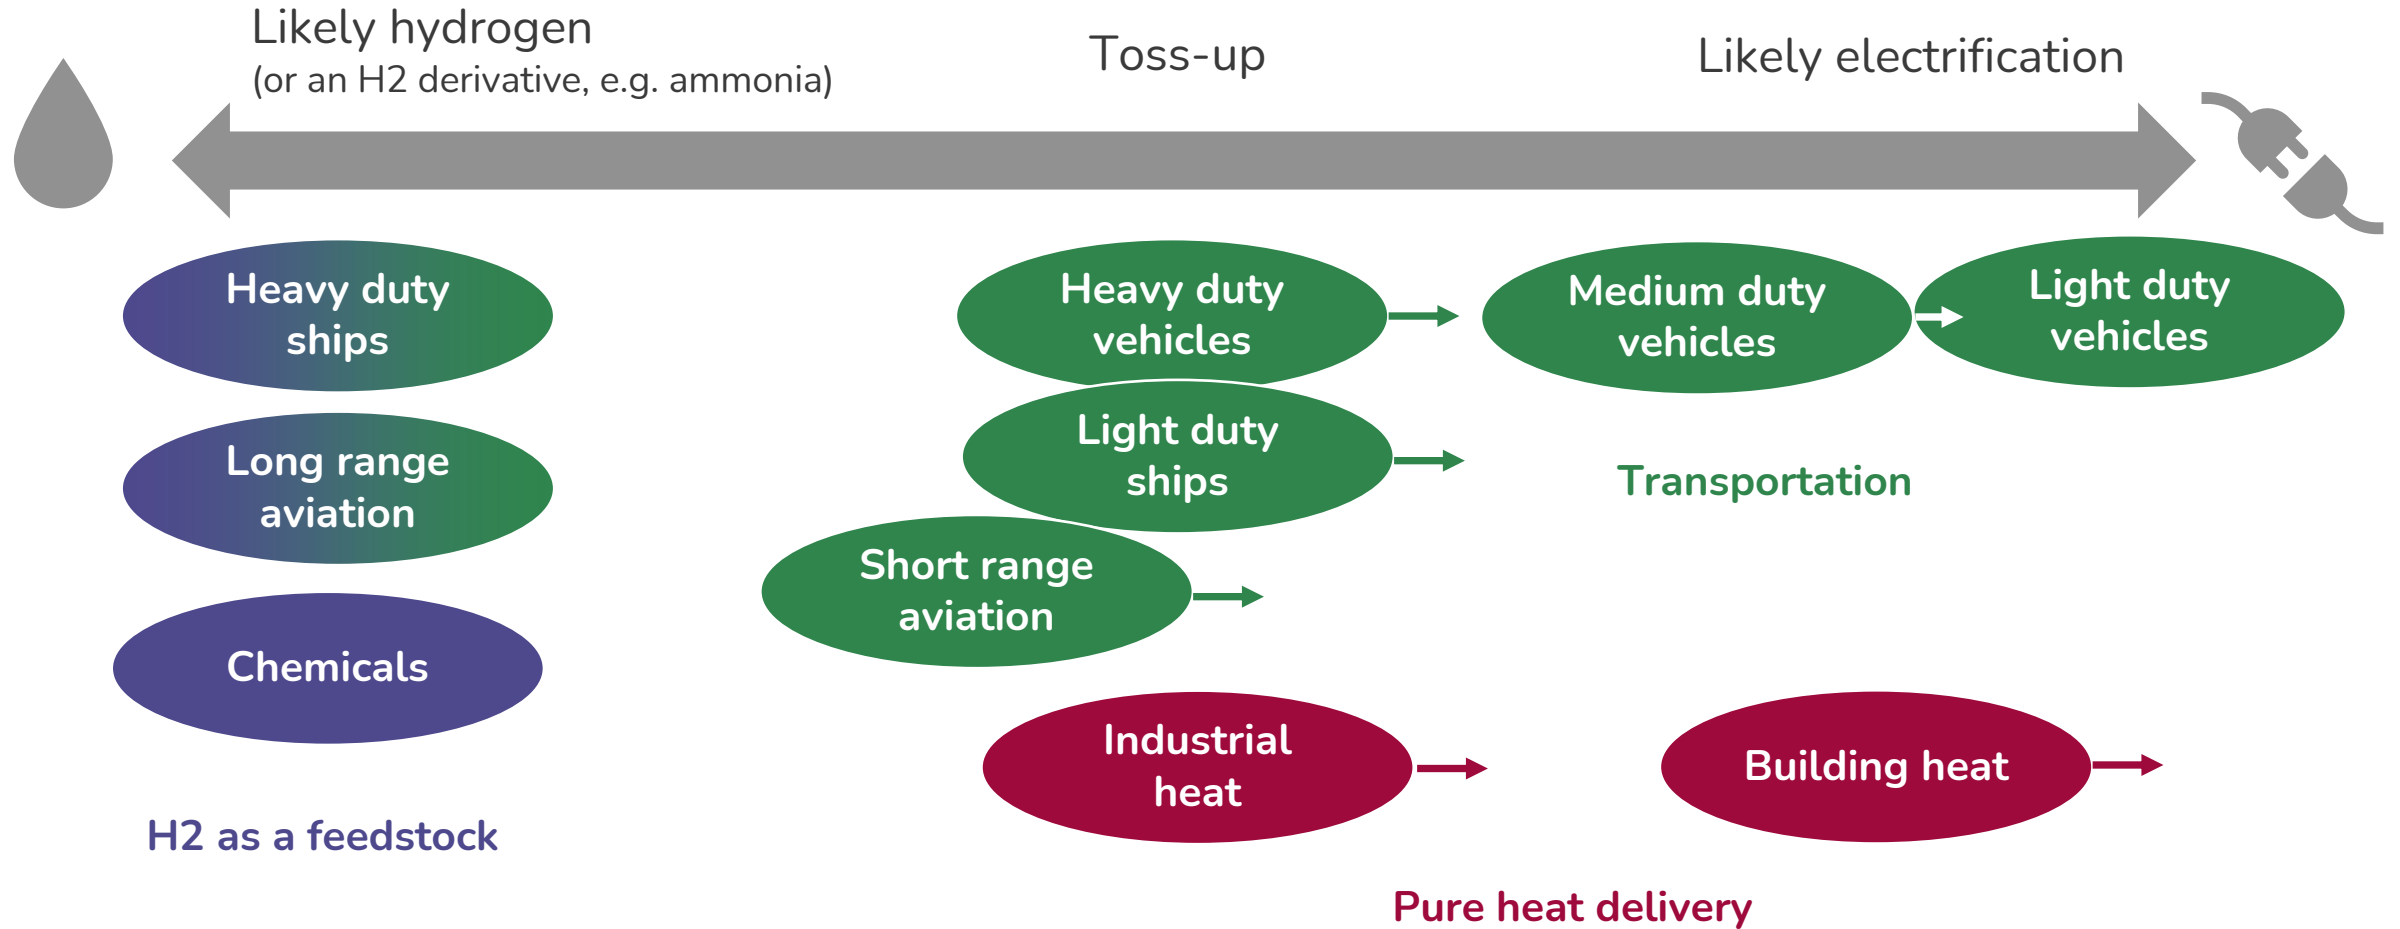 Likely hydrogen
(or an H2 derivative, e.g. ammonia)
Toss-up
Likely electrification
Heavy duty
ships
Heavy duty
vehicles
Medium duty
vehicles
Light duty
vehicles
Long range
aviation
Light duty
ships
Transportation
Short range
aviation
Chemicals
Industrial
heat
Building heat
H2 as a feedstock
Pure heat delivery